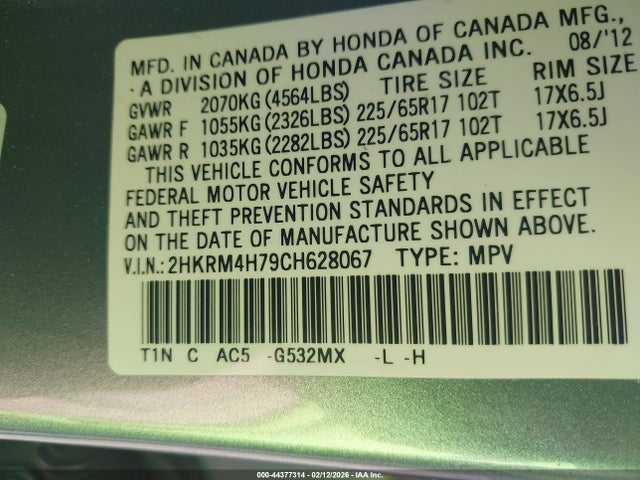 MFD. IN CANADA BY HONDA OF CANADA MFG.,
A DIVISION OF HONDA CANADA INC. 08/'12
GVWR 2070KG(4564LBS) TIRE SIZE RIM SIZE
GAWR F 1055KG(2326LBS) 225/65R17 102T 17X6.5J
GAWR R 1035KG(2282LBS) 225/65R17 102T 17X6.5J
THIS VEHICLE CONFORMS TO ALL APPLICABLE
FEDERAL MOTOR VEHICLE SAFETY
AND THEFT PREVENTION STANDARDS IN EFFECT
ON THE DATE OF MANUFACTURE SHOWN ABOVE.
V.I.N.: 2HKRM4H79CH628067 TYPE: MPV
T1N C AC5 -G532MX -L -H
000-44377314 - 02/12/2026 - IAA Inc.